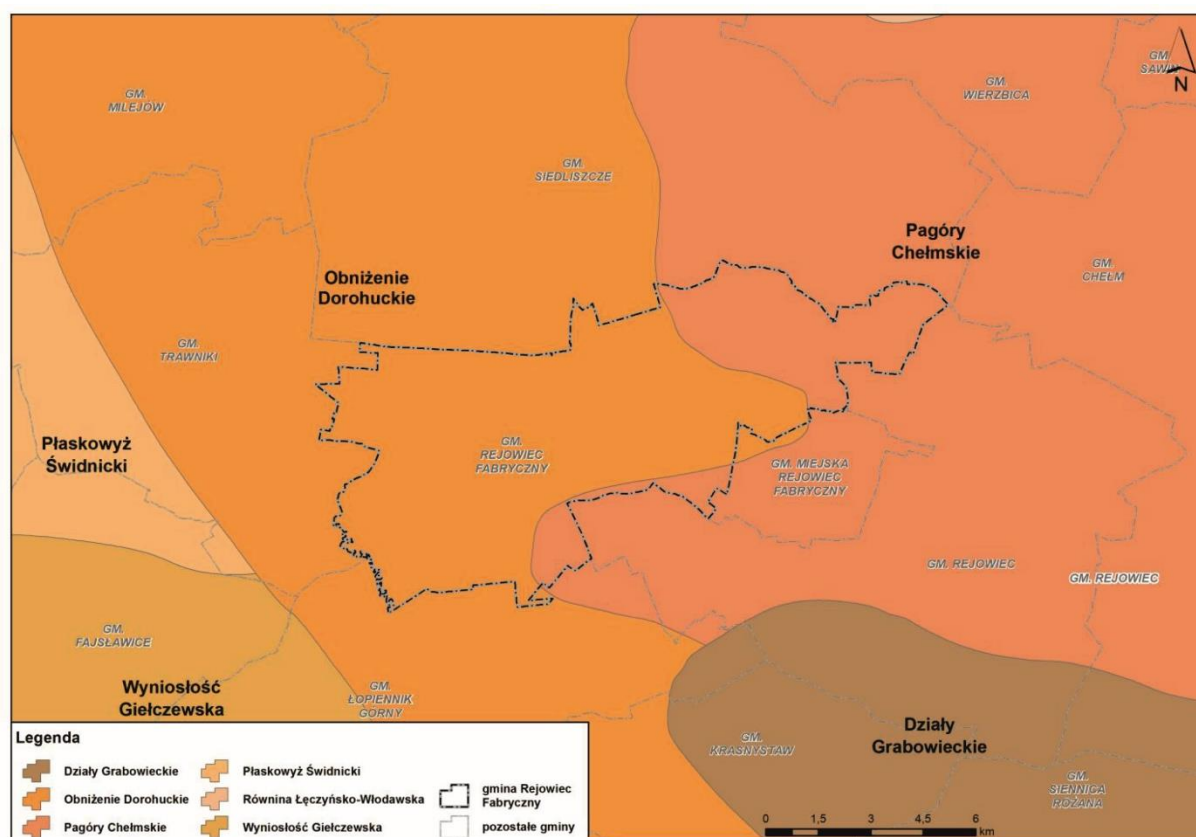 GM.
MILEJÓW
GM.
SIEDLISZCZE
GM.
WIERZBICA
GM.
SAWIN
N
Pagóry
Chełmskie
GM.
CHEŁM
Obniżenie
Dorohuckie
GM.
TRAWNIKI
Płaskowyż
Świdnicki
GM.
REJOWIEC
FABRYCZNY
GM. MIEJSKA
REJOWIEC
FABRYCZNY
GM. REJOWIEC
GM. REJOWIEC
GM.
FAJSŁAWICE
Wyniosłość
Giełczewska
GM.
ŁOPIENNIK
GÓRNY
GM.
KRASNYSTAW
Działy
Grabowieckie
GM.
SIENNICA
RÓŻANA
Legenda
Działy Grabowieckie
Obniżenie Dorohuckie
Pagóry Chełmskie
Płaskowyż Świdnicki
Równina Łęczyńsko-Włodawska
Wyniosłość Giełczewska
gmina Rejowiec
Fabryczny
pozostałe gminy
0 1,5 3 4,5 6
km